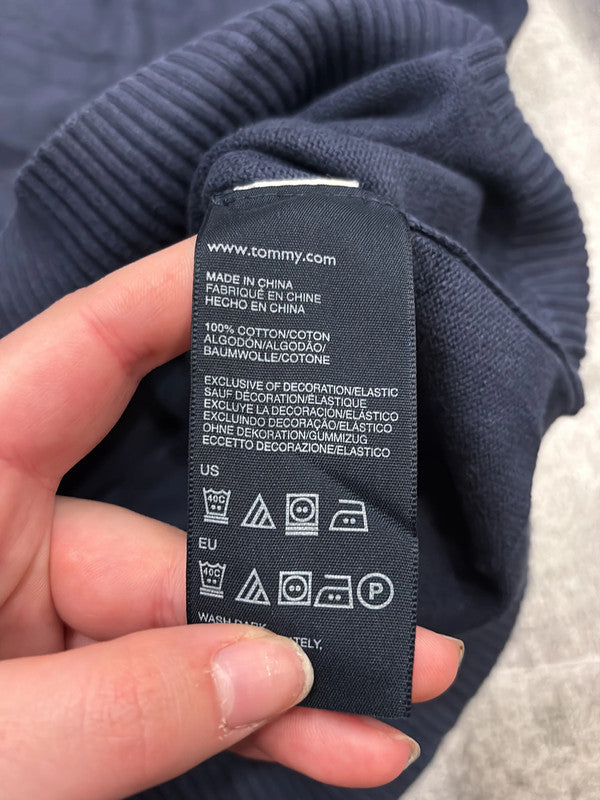 www.tommy.com
MADE IN CHINA
FABRIQUÉ EN CHINE
HECHO EN CHINA
100% COTTON/COTON
ALGODÓN/ALGODÃO/
BAUMWOLLE/COTONE
EXCLUSIVE OF DECORATION/ELASTIC
SAUF DÉCORATION/ÉLASTIQUE
EXCLUYE LA DECORACIÓN/ELÁSTICO
EXCLUINDO DECORAÇÃO/ELÁSTICO
OHNE DEKORATION/GUMMIZUG
ECCETTO DECORAZIONE/ELASTICO
US
40C
EU
40C P
WASH DARK